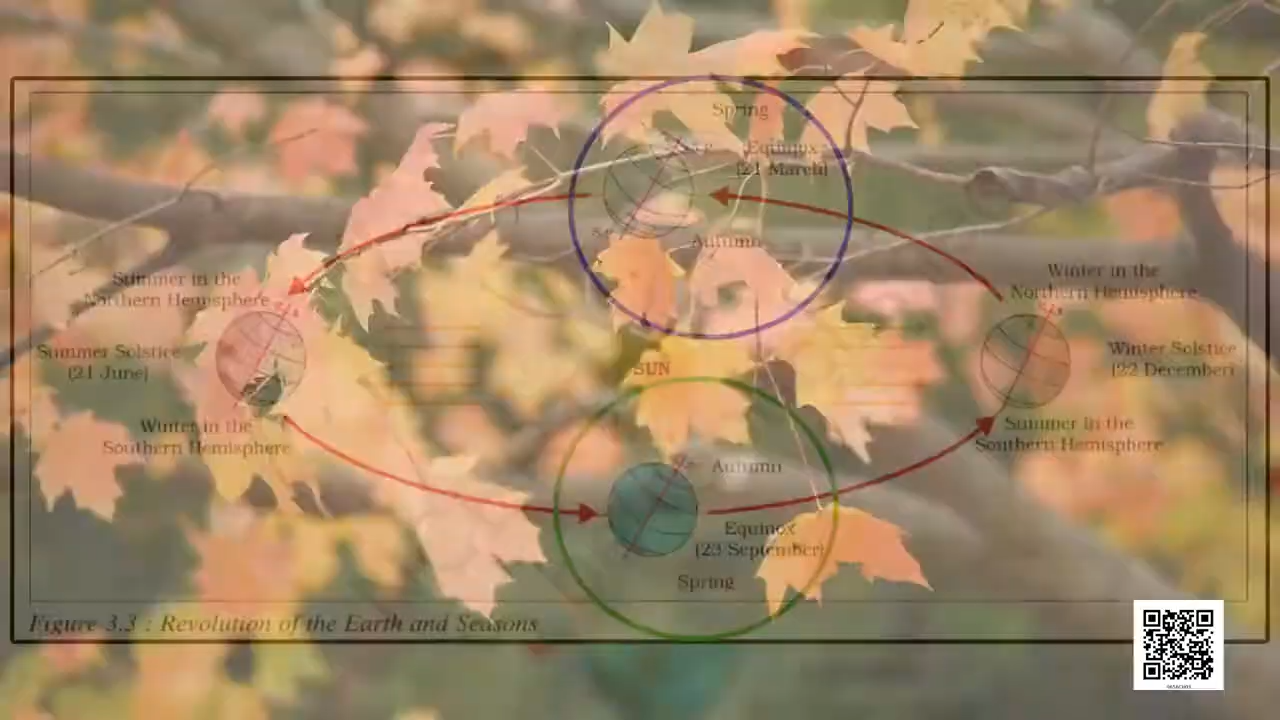 Spring
Equinox
(21 March)
Autumn
Summer in the
Northern Hemisphere
Winter in the
Northern Hemisphere
Summer Solstice
(21 June)
SUN
Winter Solstice
(22 December)
Winter in the
Southern Hemisphere
Summer in the
Southern Hemisphere
Autumn
Equinox
(23 September)
Spring
Figure 3.3 : Revolution of the Earth and Seasons